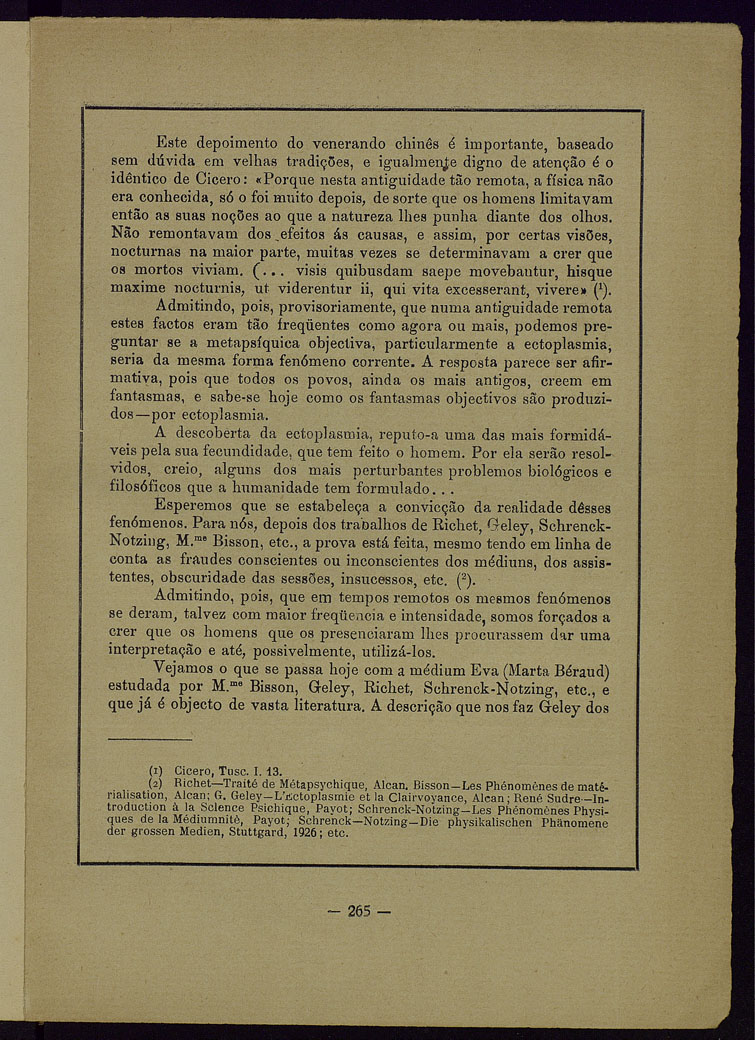 Este depoimento do venerando chinês é importante, baseado
sem dúvida em velhas tradições, e igualmente digno de atenção é o
idêntico de Cicero: «Porque nesta antiguidade tão remota, a física não
era conhecida, só o foi muito depois, de sorte que os homens limitavam
então as suas noções ao que a natureza lhes punha diante dos olhos.
Não remontavam dos efeitos ás causas, e assim, por certas visões,
nocturnas na maior parte, muitas vezes se determinavam a crer que
os mortos viviam. (... visis quibusdam saepe movebantur, hisque
maxime nocturnis, ut viderentur ii, qui vita excesserant, vivere» (¹).
Admitindo, pois, provisoriamente, que numa antiguidade remota
estes factos eram tão freqüentes como agora ou mais, podemos pre-
guntar se a metapsíquica objectiva, particularmente a ectoplasmia,
seria da mesma forma fenómeno corrente. A resposta parece ser afir-
mativa, pois que todos os povos, ainda os mais antigos, creem em
fantasmas, e sabe-se hoje como os fantasmas objectivos são produzi-
dos—por ectoplasmia.
A descoberta da ectoplasmia, reputo-a uma das mais formidá-
veis pela sua fecundidade, que tem feito o homem. Por ela serão resol-
vidos, creio, alguns dos mais perturbantes problemos biológicos e
filosóficos que a humanidade tem formulado...
Esperemos que se estabeleça a convicção da realidade dêsses
fenómenos. Para nós, depois dos trabalhos de Richet, Geley, Schrenck-
Notzing, M.me Bisson, etc., a prova está feita, mesmo tendo em linha de
conta as fraudes conscientes ou inconscientes dos médiuns, dos assis-
tentes, obscuridade das sessões, insucessos, etc. (²).
Admitindo, pois, que em tempos remotos os mesmos fenómenos
se deram, talvez com maior freqüencia e intensidade, somos forçados a
crer que os homens que os presenciaram lhes procurassem dar uma
interpretação e até, possivelmente, utilizá-los.
Vejamos o que se passa hoje com a médium Eva (Marta Béraud)
estudada por M.me Bisson, Geley, Richet, Schrenck-Notzing, etc., e
que já é objecto de vasta literatura. A descrição que nos faz Geley dos
(1) Cicero, Tusc. I. 13.
(2) Richet—Traité de Métapsychique, Alcan. Bisson—Les Phénomènes de maté-
rialisation, Alcan; G. Geley—L'Ectoplasmie et la Clairvoyance, Alcan; René Sudre—In-
troduction à la Science Psichique, Payot; Schrenck-Notzing—Les Phénomènes Physi-
ques de la Médiumnité, Payot; Schrenck—Notzing—Die physikalischen Phänomene
der grossen Medien, Stuttgard, 1926; etc.
— 265 —